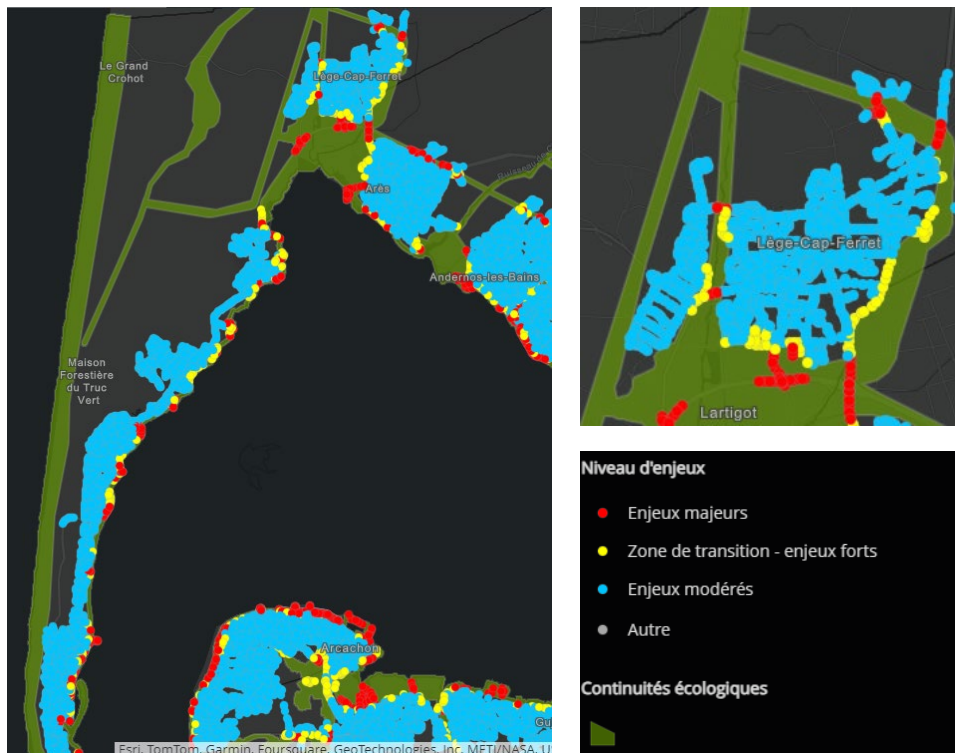 Le Grand
Crohot
Lège-Cap-Ferret
Arès
Andernos-les-Bains
Maison
Forestière
du Truc
Vert
Arcachon
Gu
Esri, TomTom, Garmin, Foursquare, GeoTechnologies, Inc, METI/NASA, U
Lège-Cap-Ferret
Lartigot
Niveau d'enjeux
Enjeux majeurs
Zone de transition - enjeux forts
Enjeux modérés
Autre
Continuités écologiques